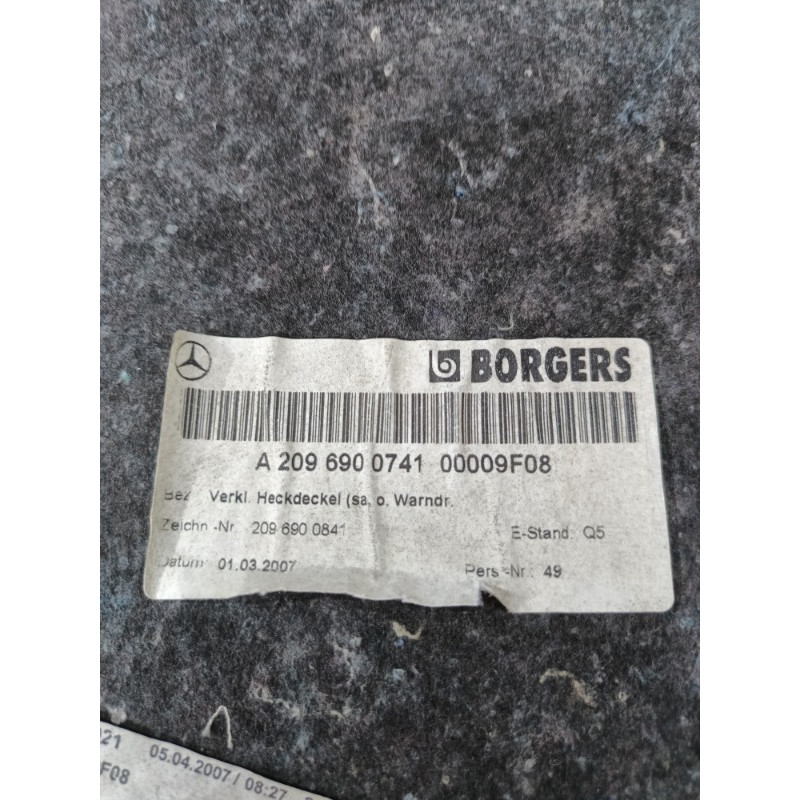 BORGERS
A 209 690 0741 00009F08
Bez Verkl. Heckdeckel (sa. o. Warndr.
Zeichn.-Nr. 209 690 0841 E-Stand: Q5
Datum: 01.03.2007 Pers.-Nr.: 49
021 05.04.2007 / 08:27
F08